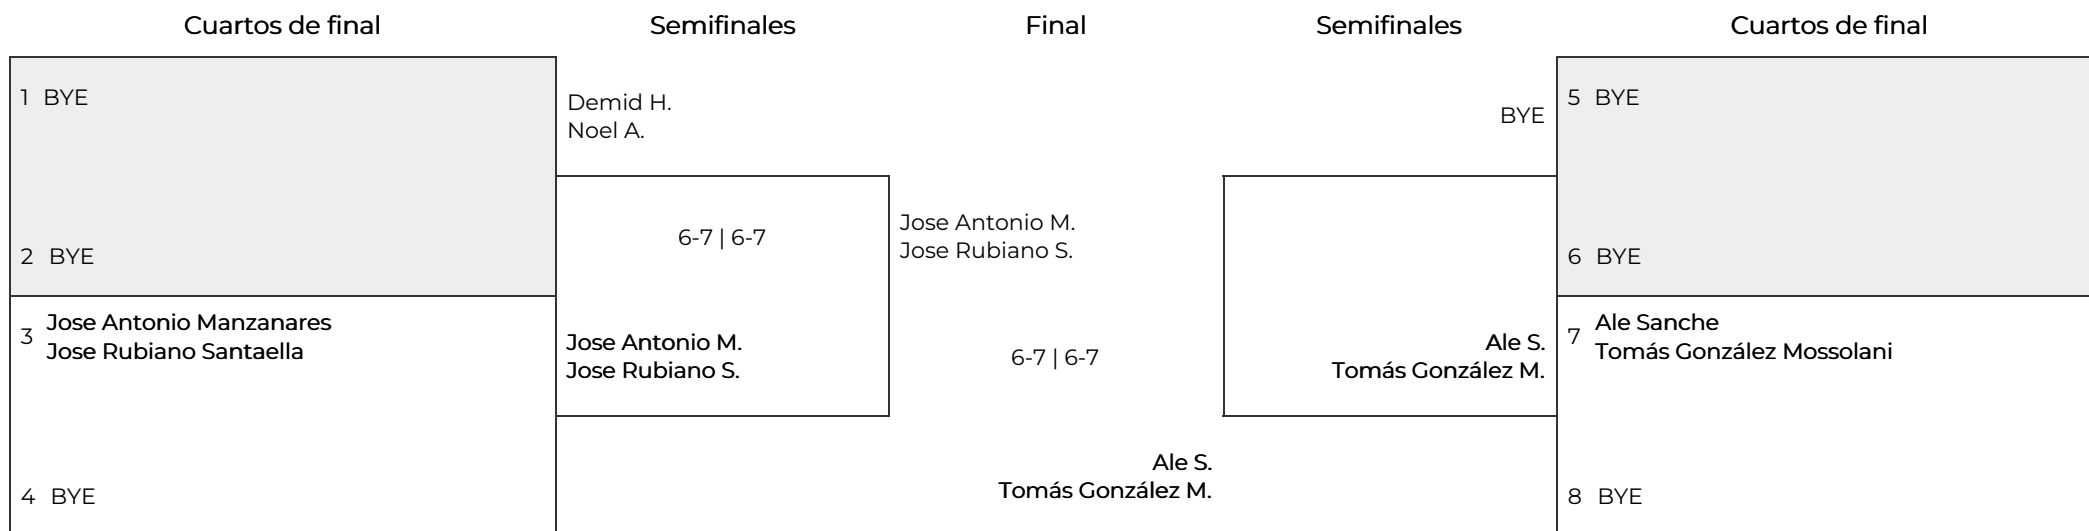 Cuartos de final
Semifinales
Final
Semifinales
Cuartos de final
1 BYE
2 BYE
3 Jose Antonio Manzanares
Jose Rubiano Santaella
4 BYE
Demid H.
Noel A.
6-7 | 6-7
Jose Antonio M.
Jose Rubiano S.
Jose Antonio M.
Jose Rubiano S.
6-7 | 6-7
Ale S.
Tomás González M.
BYE
Ale S.
Tomás González M.
5 BYE
6 BYE
7 Ale Sanche
Tomás González Mossolani
8 BYE